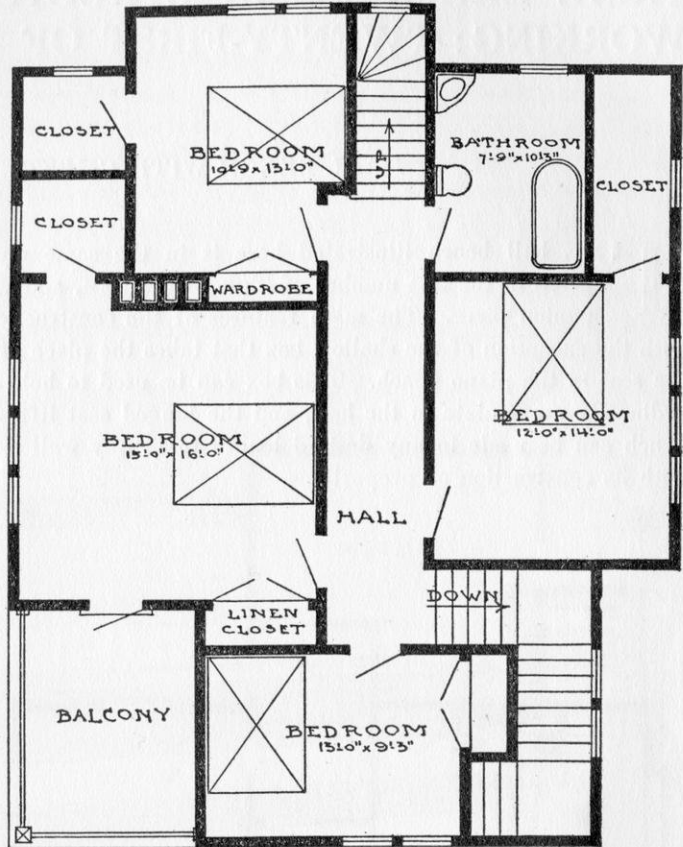 CLOSET
BEDROOM
10'-9 x 13'-0"
UP
BATHROOM
7'-9" x 10'-3"
CLOSET
CLOSET
WARDROBE
BEDROOM
12'-0" x 14'-0"
BEDROOM
15'-0" x 16'-0"
HALL
DOWN
LINEN
CLOSET
BALCONY
BEDROOM
13'-0" x 9'-3"